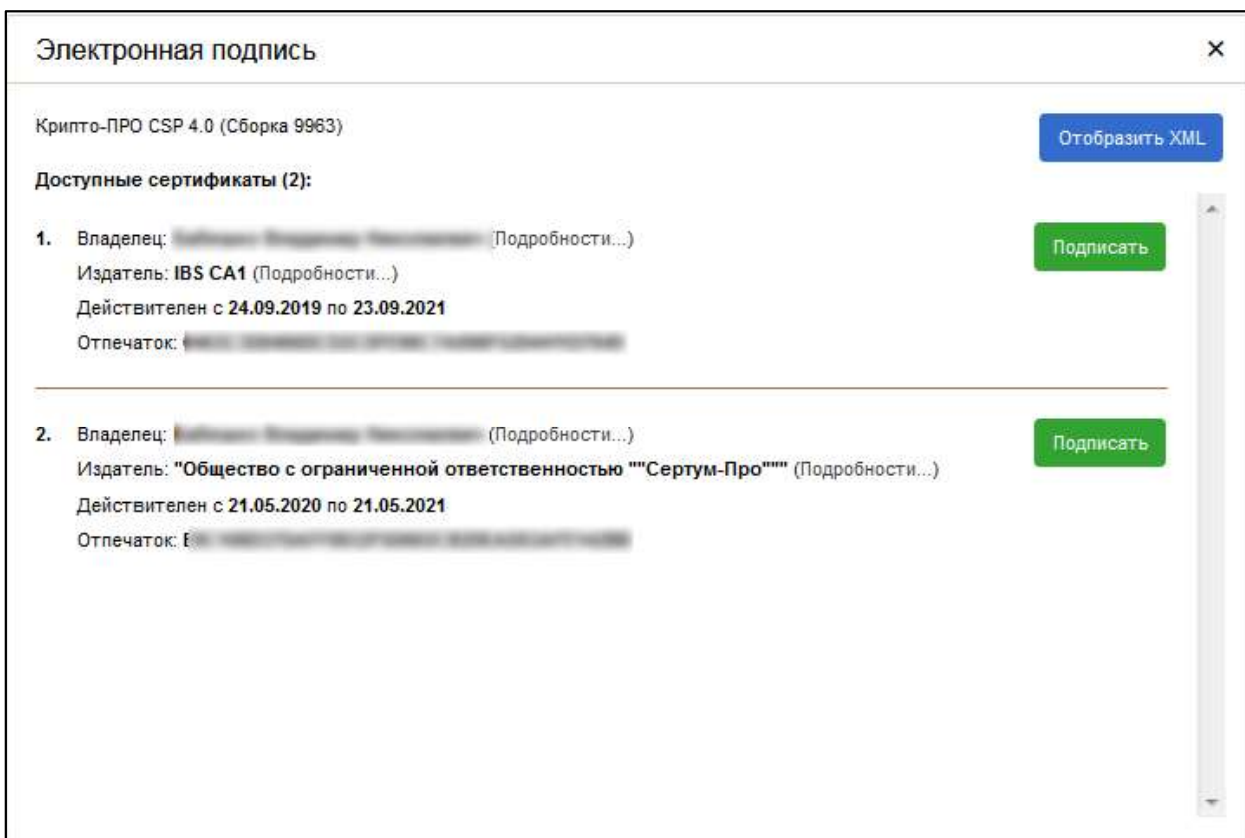 Электронная подпись
Крипто-ПРО CSP 4.0 (Сборка 9963)
Отобразить XML
Доступные сертификаты (2):
1. Владелец: (Подробности...)
Подписать
Издатель: IBS CA1 (Подробности...)
Действителен с 24.09.2019 по 23.09.2021
Отпечаток:
2. Владелец: (Подробности...)
Подписать
Издатель: "Общество с ограниченной ответственностью ""Сертум-Про""" (Подробности...)
Действителен с 21.05.2020 по 21.05.2021
Отпечаток: